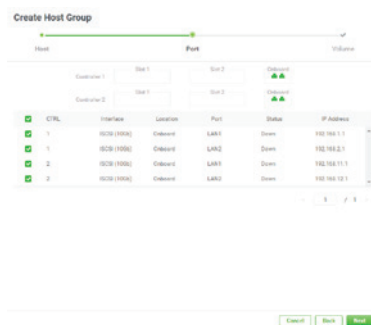 Create Host Group
Host Port Volume
Slot 1 Slot 2 Onboard
Controller 1
Slot 1 Slot 2 Onboard
Controller 2
CTRL Interface Location Port Status IP Address
1 iSCSI (10Gb) Onboard LAN1 Down 192.168.1.1
1 iSCSI (10Gb) Onboard LAN2 Down 192.168.2.1
2 iSCSI (10Gb) Onboard LAN1 Down 192.168.11.1
2 iSCSI (10Gb) Onboard LAN2 Down 192.168.12.1
1 / 1
Cancel Back Next